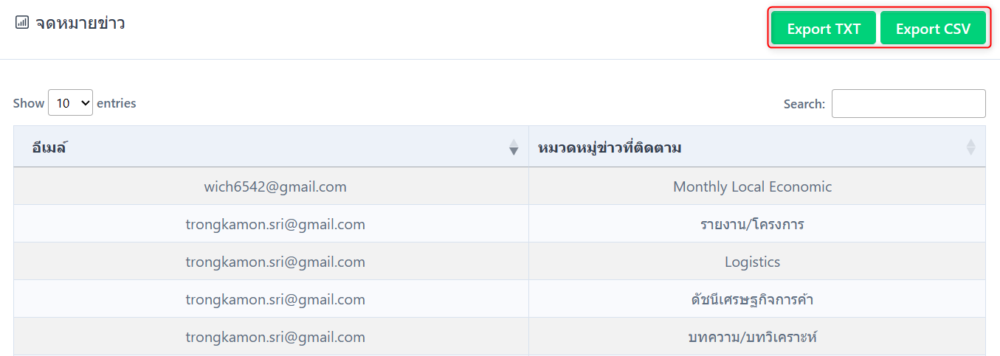 จดหมายข่าว
Export TXT Export CSV
Show 10 entries
Search:
อีเมล์ หมวดหมู่ข่าวที่ติดตาม
wich6542@gmail.com Monthly Local Economic
trongkamon.sri@gmail.com รายงาน/โครงการ
trongkamon.sri@gmail.com Logistics
trongkamon.sri@gmail.com ดัชนีเศรษฐกิจการค้า
trongkamon.sri@gmail.com บทความ/บทวิเคราะห์